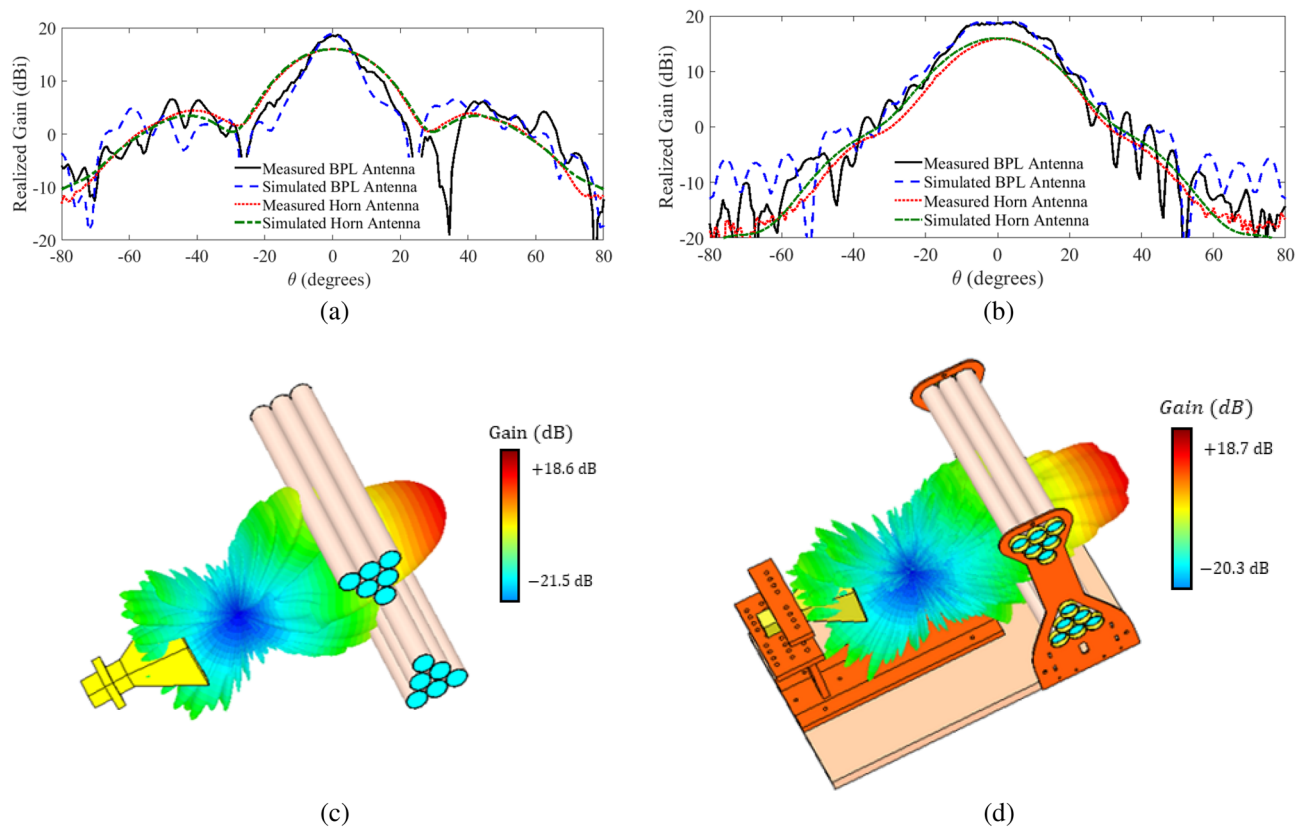 (a)
20
10
0
-10
-20
Realized Gain (dBi)
Measured BPL Antenna
Simulated BPL Antenna
Measured Horn Antenna
Simulated Horn Antenna
-80 -60 -40 -20 0 20 40 60 80
θ (degrees)
(a)
(b)
20
10
0
-10
-20
Realized Gain (dBi)
Measured BPL Antenna
Simulated BPL Antenna
Measured Horn Antenna
Simulated Horn Antenna
-80 -60 -40 -20 0 20 40 60 80
θ (degrees)
(b)
Gain (dB)
+18.6 dB
−21.5 dB
(c)
Gain (dB)
+18.7 dB
−20.3 dB
(d)